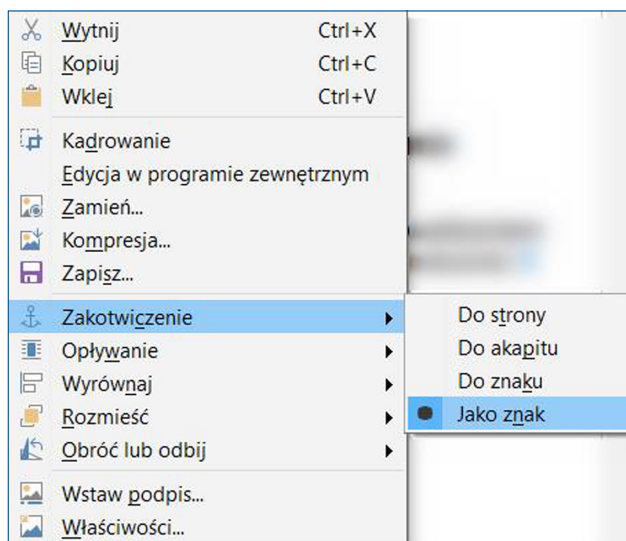 Wytnij Ctrl+X
Kopiuj Ctrl+C
Wklej Ctrl+V
Kadrowanie
Edycja w programie zewnętrznym
Zamień...
Kompresja...
Zapisz...
Zakotwiczenie
Opływanie
Wyrównaj
Rozmieść
Obróć lub odbij
Wstaw podpis...
Właściwości...
Do strony
Do akapitu
Do znaku
Jako znak